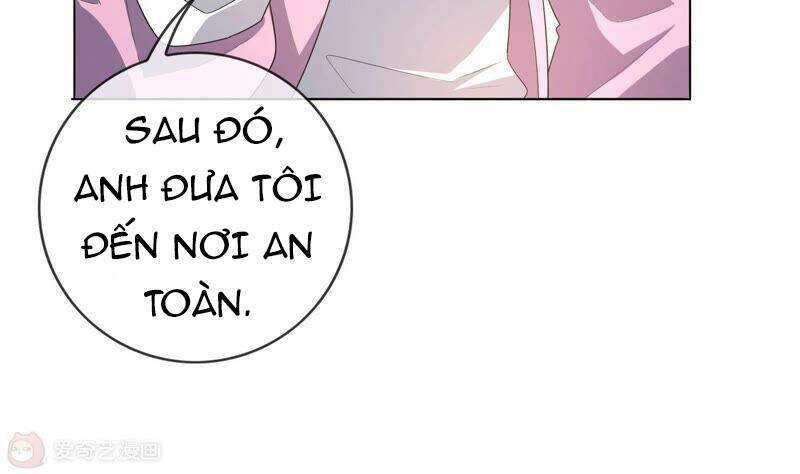 SAU ĐÓ,
ANH ĐƯA TÔI
ĐẾN NƠI AN
TOÀN.
爱奇艺漫画